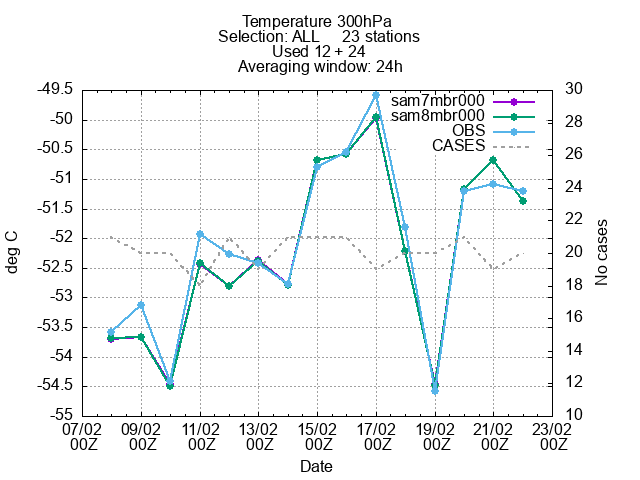 Temperature 300hPa
Selection: ALL 23 stations
Used 12 + 24
Averaging window: 24h
sam7mbr000
sam8mbr000
OBS
CASES
deg C
-49.5
-50
-50.5
-51
-51.5
-52
-52.5
-53
-53.5
-54
-54.5
-55
30
28
26
24
22
20
18
16
14
12
10
No cases
07/02 09/02 11/02 13/02 15/02 17/02 19/02 21/02 23/02
00Z 00Z 00Z 00Z 00Z 00Z 00Z 00Z 00Z
Date